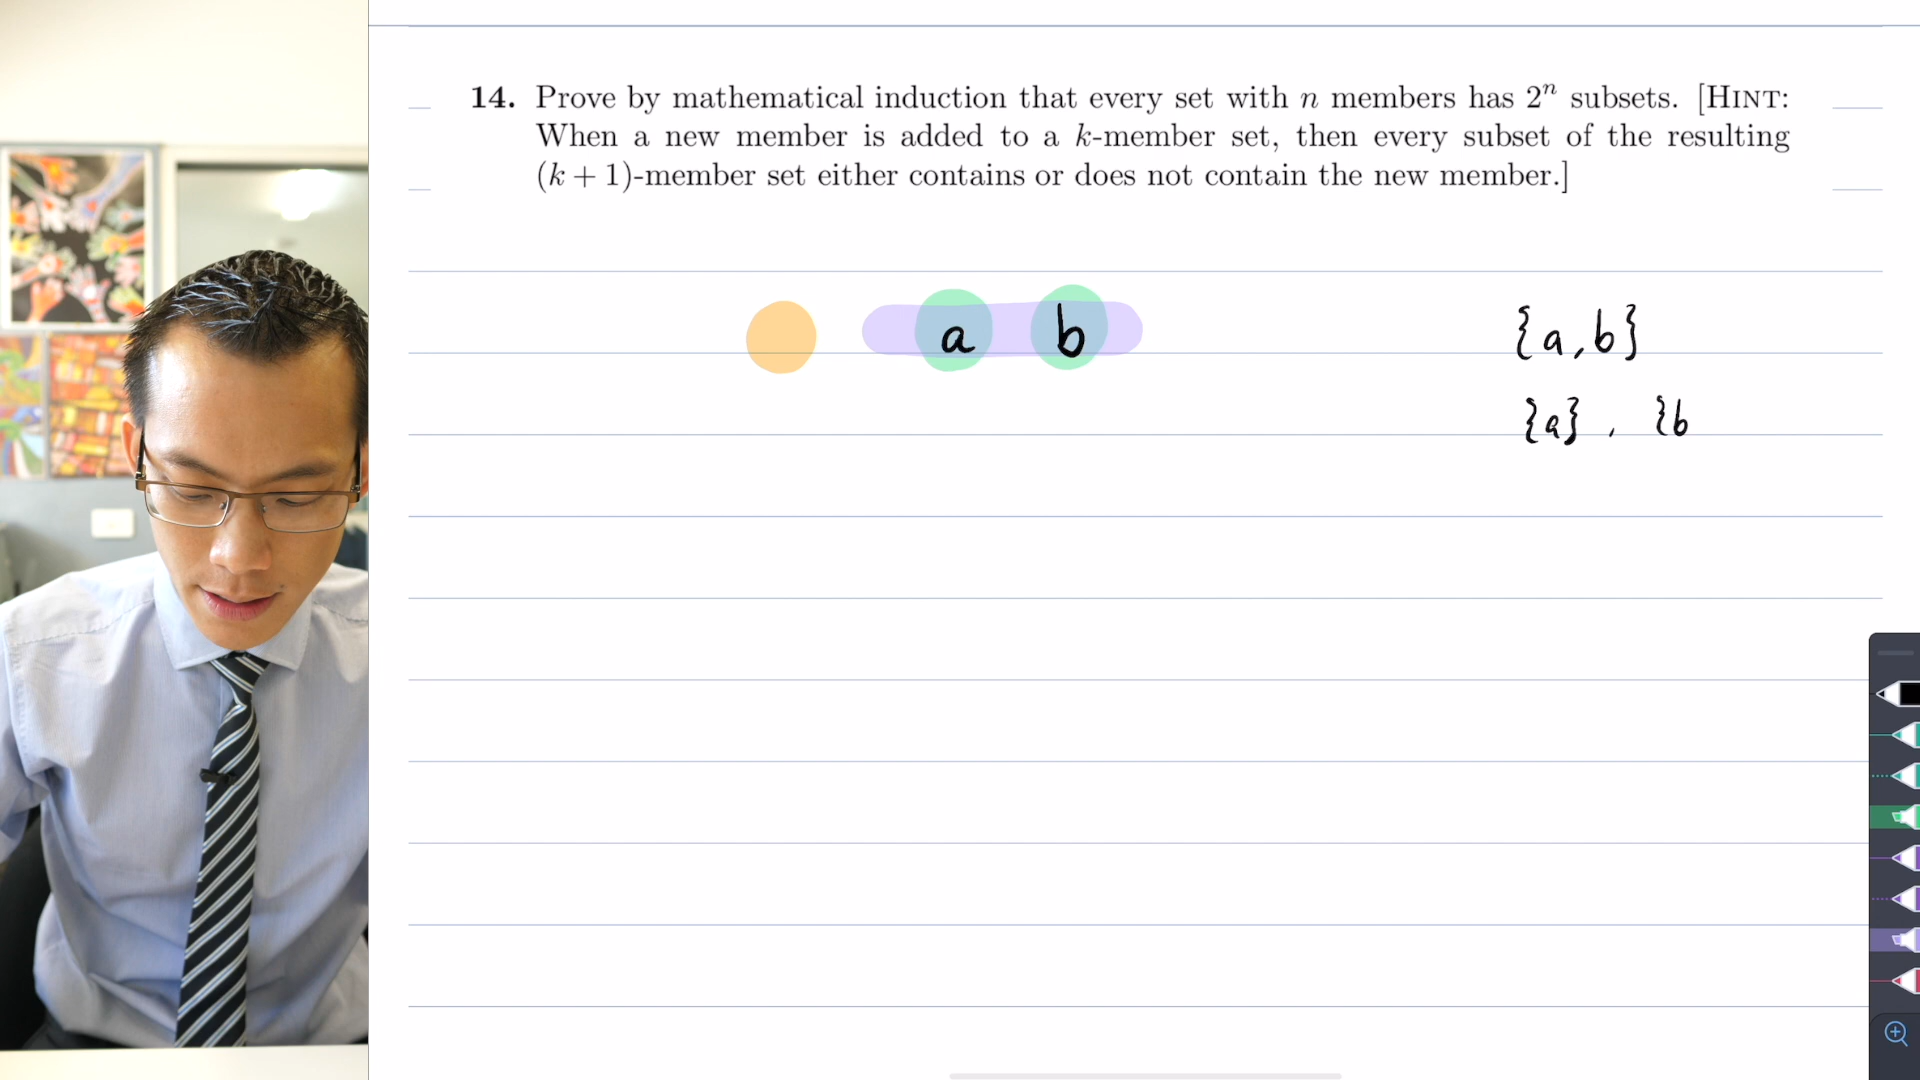 14. Prove by mathematical induction that every set with n members has 2ⁿ subsets. [HINT:
When a new member is added to a k-member set, then every subset of the resulting
(k + 1)-member set either contains or does not contain the new member.]
a b {a,b}
{a} , {b